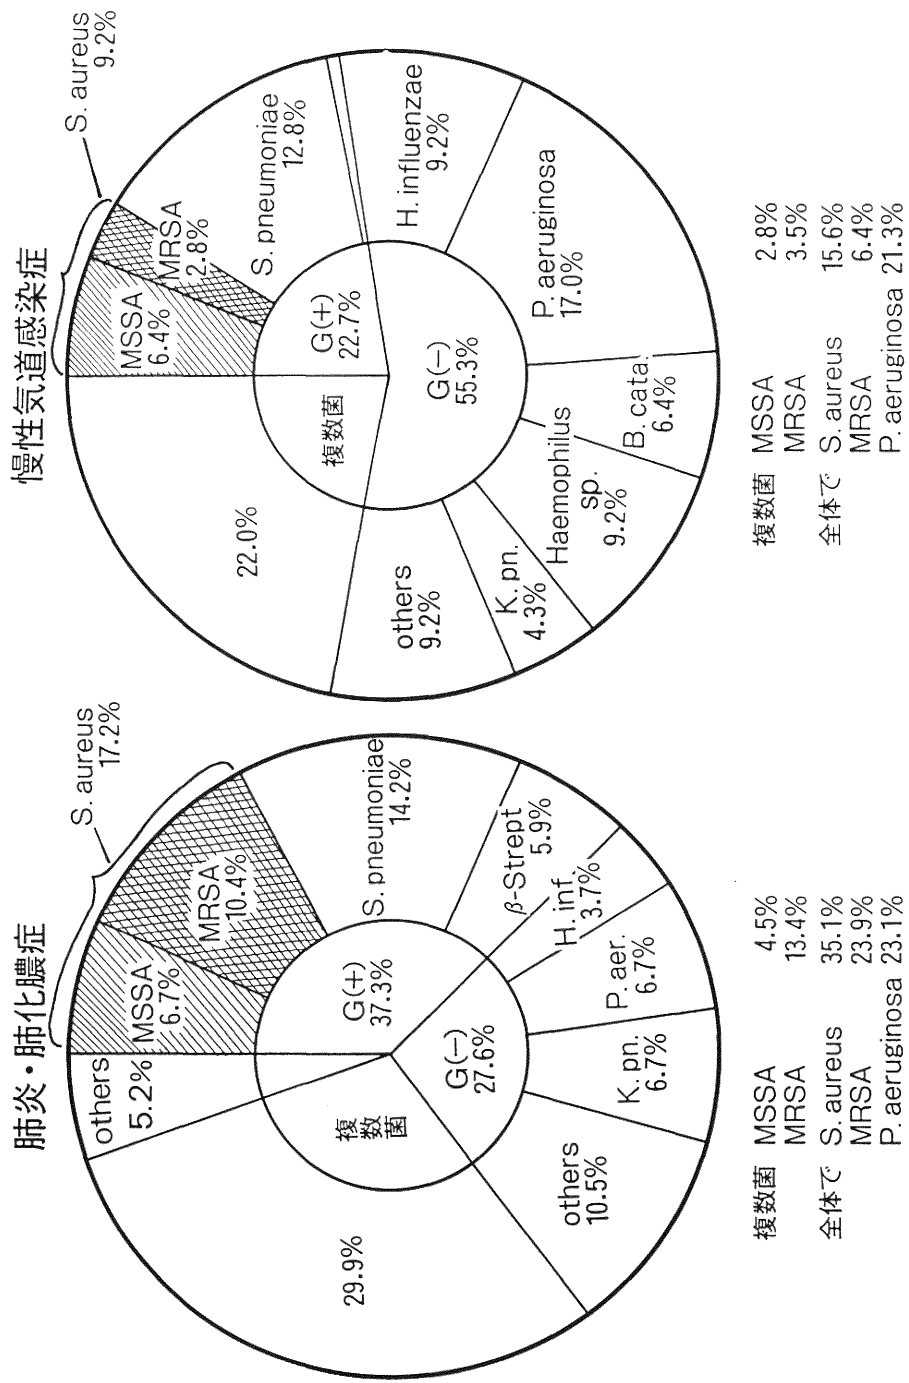 肺炎・肺化膿症
S. aureus
17.2%
MSSA
6.7%
MRSA
10.4%
S. pneumoniae
14.2%
β-Strept
5.9%
H. inf.
3.7%
P. aer.
6.7%
K. pn.
6.7%
others
10.5%
29.9%
others
5.2%
G(+)
37.3%
G(−)
27.6%
複数
菌
複数菌 MSSA 4.5%
MRSA 13.4%
全体で S. aureus 35.1%
MRSA 23.9%
P. aeruginosa 23.1%
慢性気道感染症
S. aureus
9.2%
MSSA
6.4%
MRSA
2.8%
S. pneumoniae
12.8%
H. influenzae
9.2%
P. aeruginosa
17.0%
B. cata.
6.4%
Haemophilus
sp.
9.2%
K. pn.
4.3%
others
9.2%
22.0%
G(+)
22.7%
G(−)
55.3%
複数菌
複数菌 MSSA 2.8%
MRSA 3.5%
全体で S. aureus 15.6%
MRSA 6.4%
P. aeruginosa 21.3%